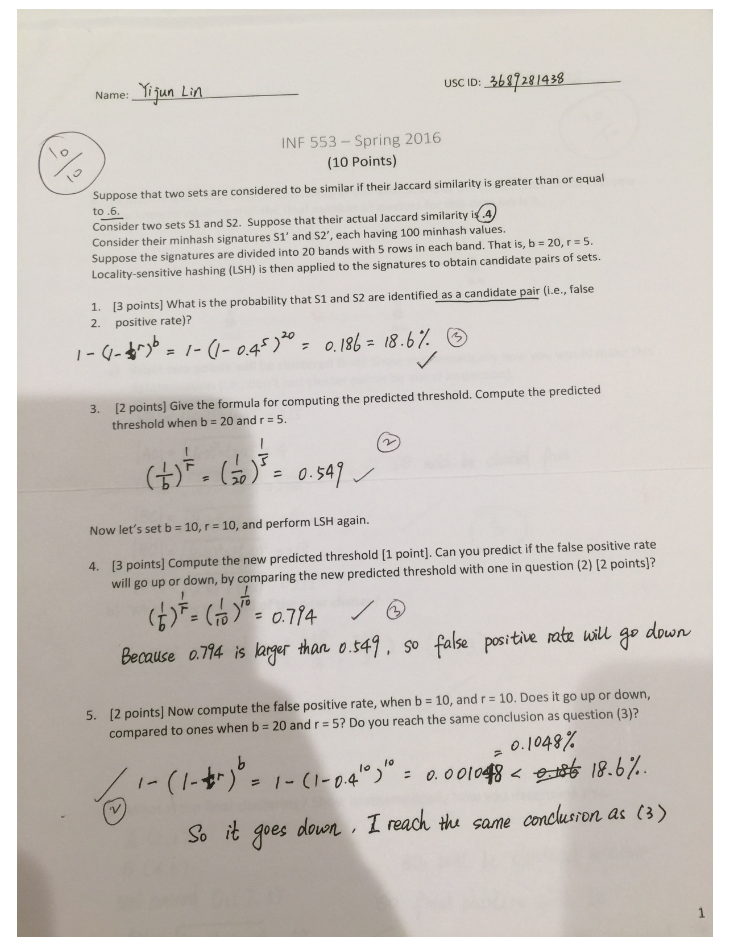 Name: Yijun Lin
USC ID: 3689281438
10/10
INF 553 – Spring 2016
(10 Points)
Suppose that two sets are considered to be similar if their Jaccard similarity is greater than or equal
to .6.
Consider two sets S1 and S2. Suppose that their actual Jaccard similarity is .4
Consider their minhash signatures S1' and S2', each having 100 minhash values.
Suppose the signatures are divided into 20 bands with 5 rows in each band. That is, b = 20, r = 5.
Locality-sensitive hashing (LSH) is then applied to the signatures to obtain candidate pairs of sets.
1. [3 points] What is the probability that S1 and S2 are identified as a candidate pair (i.e., false
2. positive rate)?
1-(1-t^r)^b = 1-(1-0.4^5)^20 = 0.186 = 18.6% ③
✓
3. [2 points] Give the formula for computing the predicted threshold. Compute the predicted
threshold when b = 20 and r = 5.
②
(1/b)^(1/r) = (1/20)^(1/5) = 0.549 ✓
Now let's set b = 10, r = 10, and perform LSH again.
4. [3 points] Compute the new predicted threshold [1 point]. Can you predict if the false positive rate
will go up or down, by comparing the new predicted threshold with one in question (2) [2 points]?
(1/b)^(1/r) = (1/10)^(1/10) = 0.794 ✓ ③
Because 0.794 is larger than 0.549, so false positive rate will go down
5. [2 points] Now compute the false positive rate, when b = 10, and r = 10. Does it go up or down,
compared to ones when b = 20 and r = 5? Do you reach the same conclusion as question (3)?
= 0.1048%
✓ 1-(1-t^r)^b = 1-(1-0.4^10)^10 = 0.001048 < 0.186 18.6%.
②
So it goes down, I reach the same conclusion as (3)
1